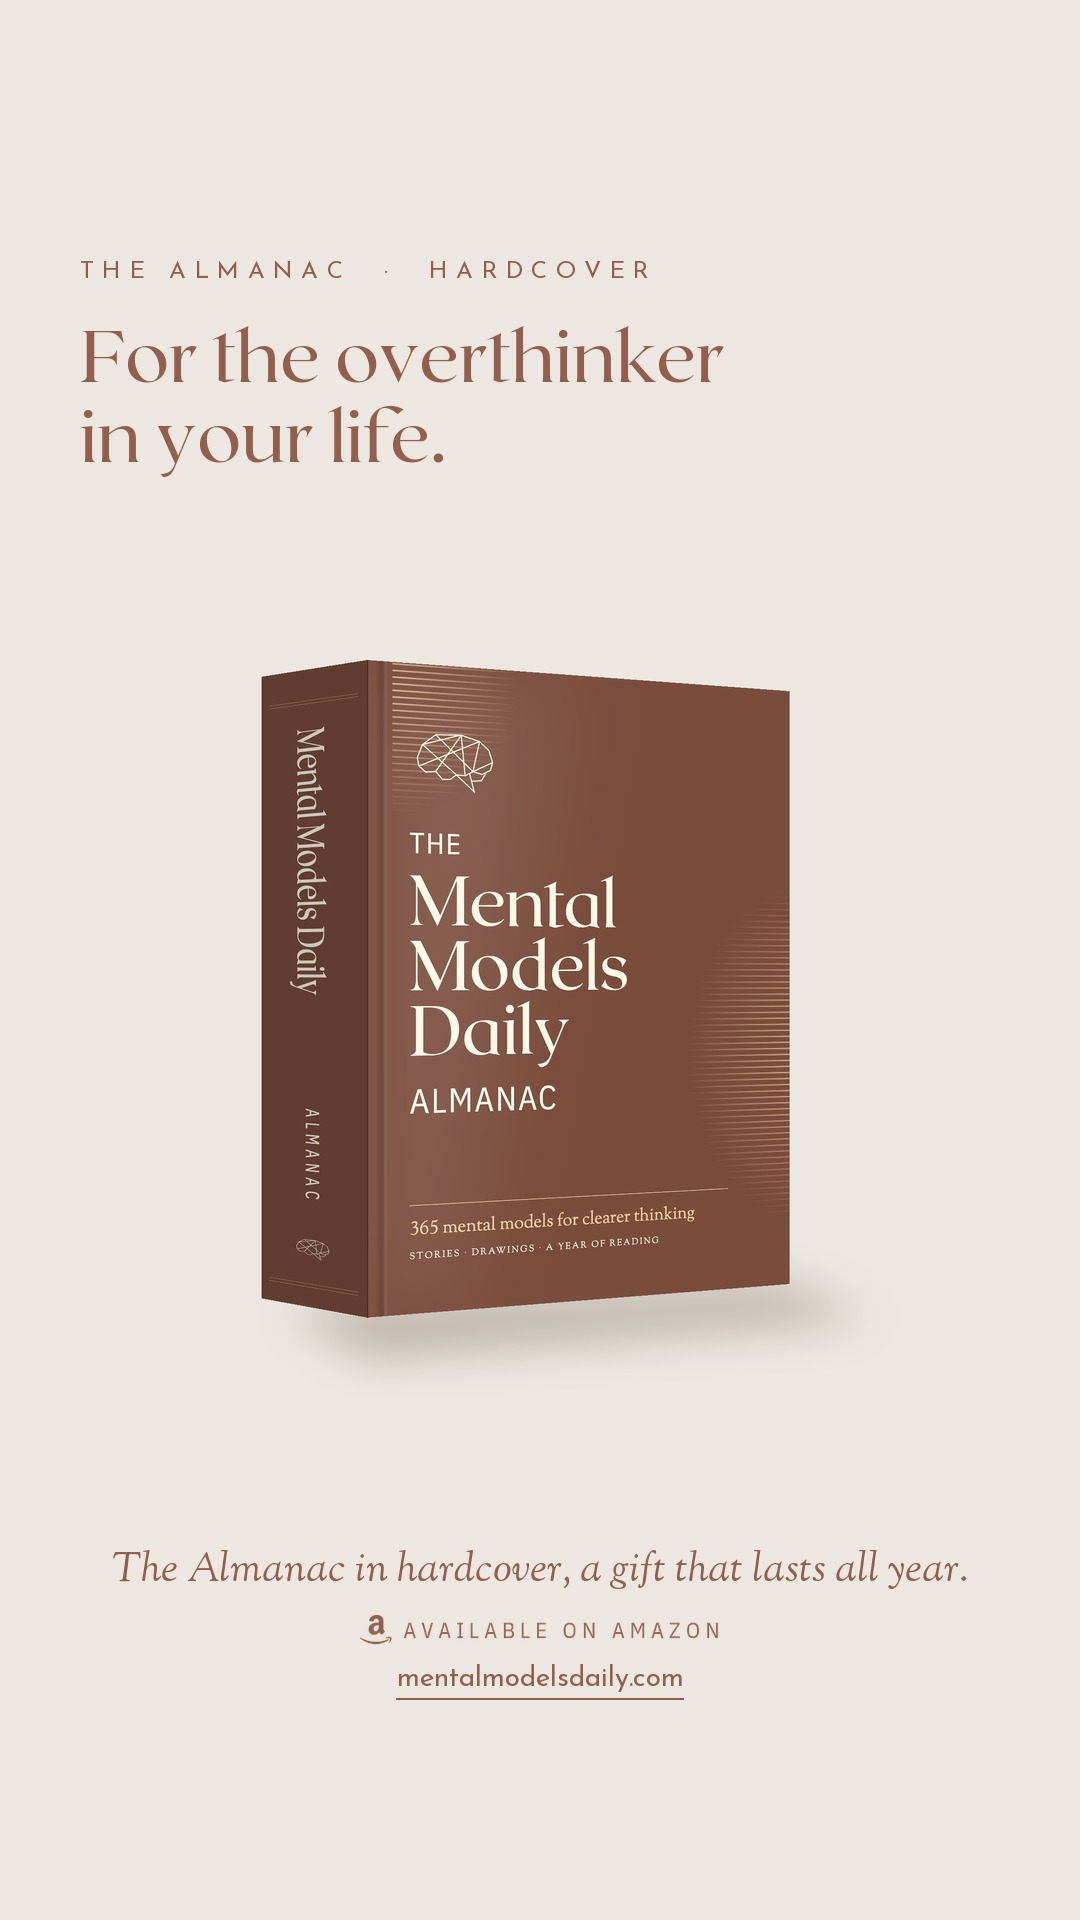 THE ALMANAC · HARDCOVER
For the overthinker
in your life.
Mental Models Daily
ALMANAC
THE
Mental
Models
Daily
ALMANAC
365 mental models for clearer thinking
STORIES · DRAWINGS · A YEAR OF READING
The Almanac in hardcover, a gift that lasts all year.
a AVAILABLE ON AMAZON
mentalmodelsdaily.com